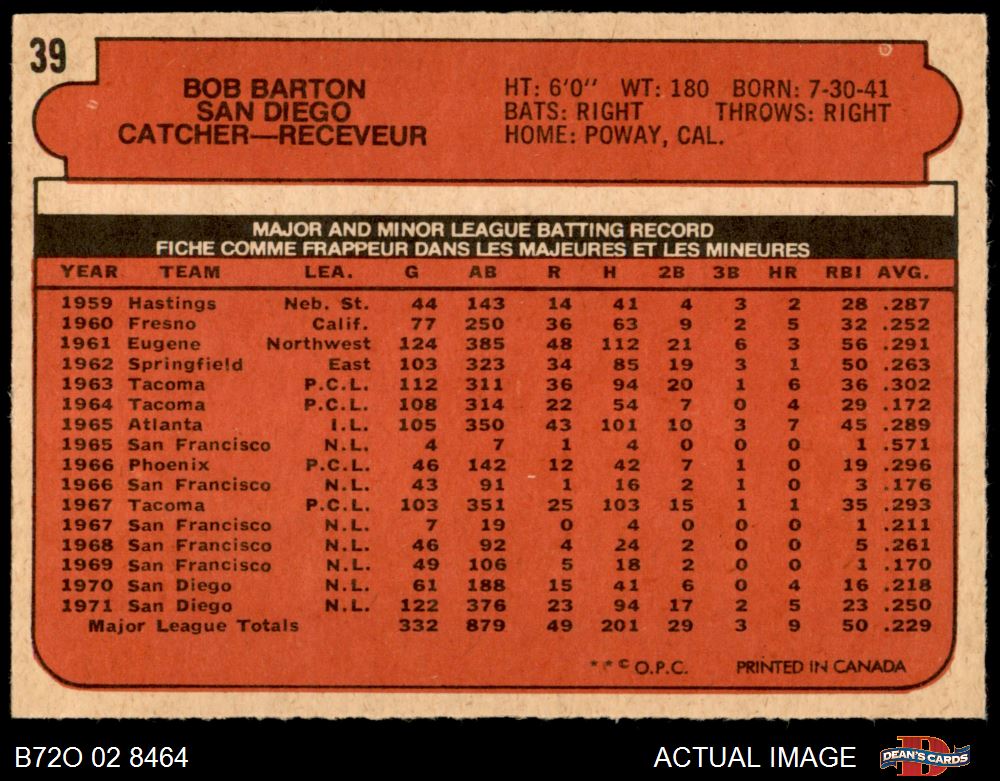 39
BOB BARTON
SAN DIEGO
CATCHER—RECEVEUR
HT: 6'0" WT: 180 BORN: 7-30-41
BATS: RIGHT THROWS: RIGHT
HOME: POWAY, CAL.
MAJOR AND MINOR LEAGUE BATTING RECORD
FICHE COMME FRAPPEUR DANS LES MAJEURES ET LES MINEURES
YEAR TEAM LEA. G AB R H 2B 3B HR RBI AVG.
1959 Hastings Neb. St. 44 143 14 41 4 3 2 28 .287
1960 Fresno Calif. 77 250 36 63 9 2 5 32 .252
1961 Eugene Northwest 124 385 48 112 21 6 3 56 .291
1962 Springfield East 103 323 34 85 19 3 1 50 .263
1963 Tacoma P.C.L. 112 311 36 94 20 1 6 36 .302
1964 Tacoma P.C.L. 108 314 22 54 7 0 4 29 .172
1965 Atlanta I.L. 105 350 43 101 10 3 7 45 .289
1965 San Francisco N.L. 4 7 1 4 0 0 0 1 .571
1966 Phoenix P.C.L. 46 142 12 42 7 1 0 19 .296
1966 San Francisco N.L. 43 91 1 16 2 1 0 3 .176
1967 Tacoma P.C.L. 103 351 25 103 15 1 1 35 .293
1967 San Francisco N.L. 7 19 0 4 0 0 0 1 .211
1968 San Francisco N.L. 46 92 4 24 2 0 0 5 .261
1969 San Francisco N.L. 49 106 5 18 2 0 0 1 .170
1970 San Diego N.L. 61 188 15 41 6 0 4 16 .218
1971 San Diego N.L. 122 376 23 94 17 2 5 23 .250
Major League Totals 332 879 49 201 29 3 9 50 .229
**© O.P.C. PRINTED IN CANADA
B72O 02 8464
ACTUAL IMAGE
DEAN'S CARDS